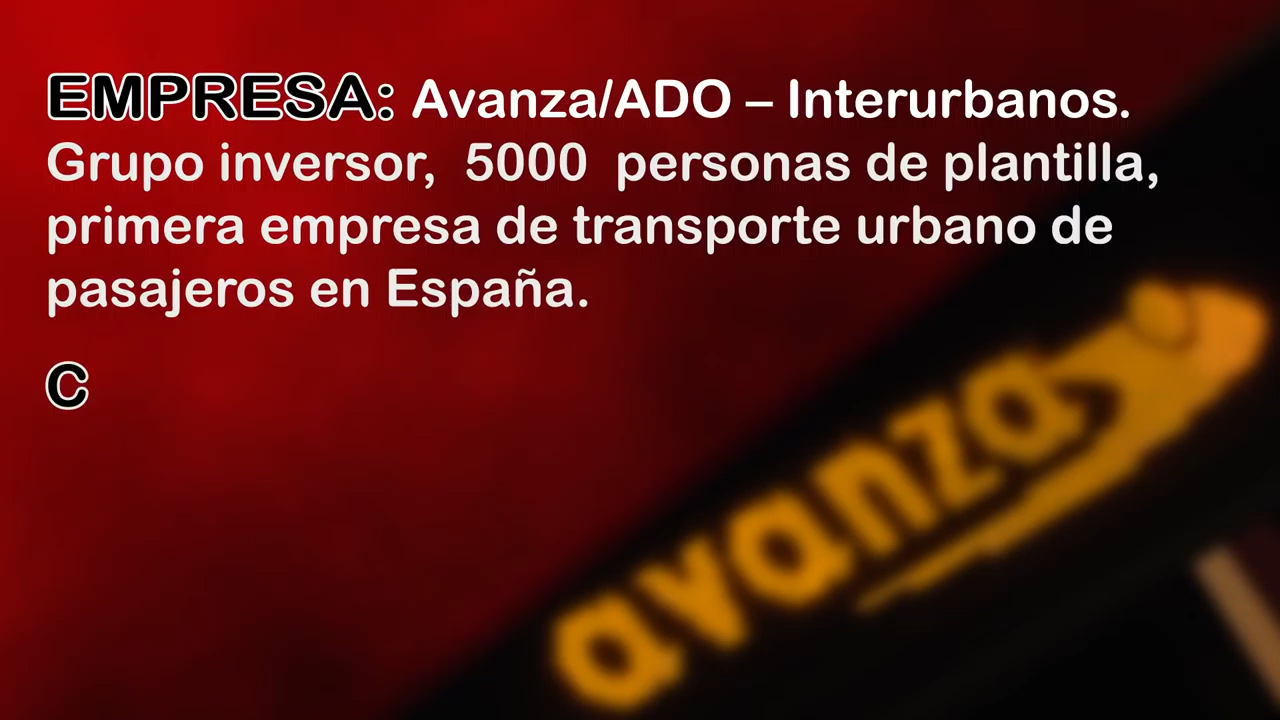 EMPRESA: Avanza/ADO – Interurbanos.
Grupo inversor, 5000 personas de plantilla,
primera empresa de transporte urbano de
pasajeros en España.
C
avanza